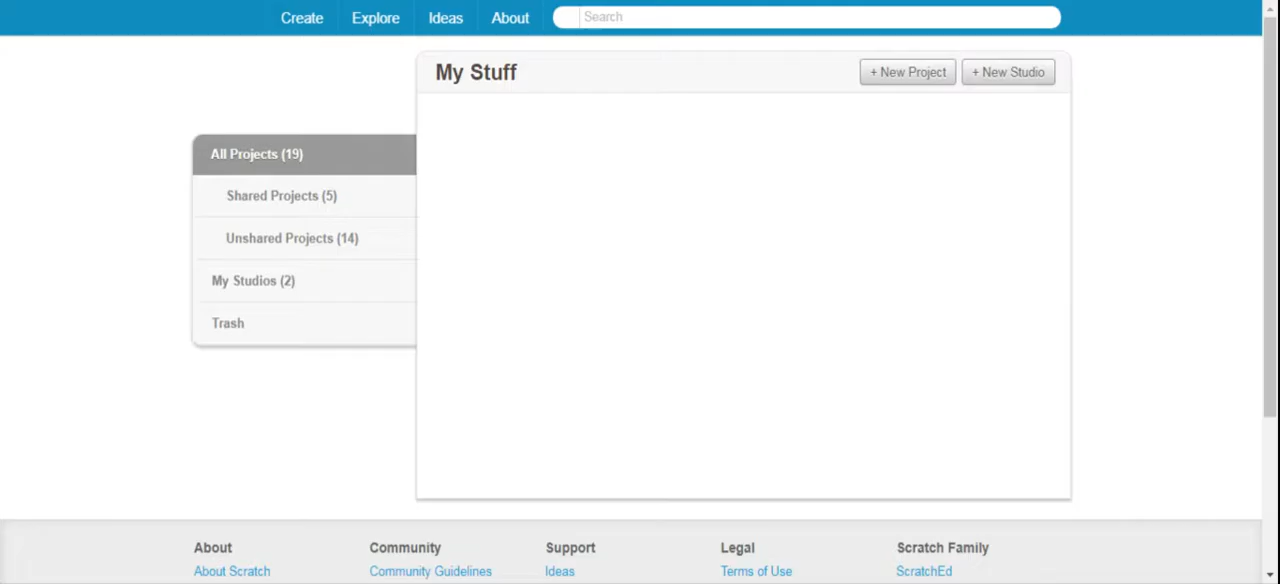 Create Explore Ideas About Search
My Stuff + New Project + New Studio
All Projects (19)
Shared Projects (5)
Unshared Projects (14)
My Studios (2)
Trash
About Community Support Legal Scratch Family
About Scratch Community Guidelines Ideas Terms of Use ScratchEd